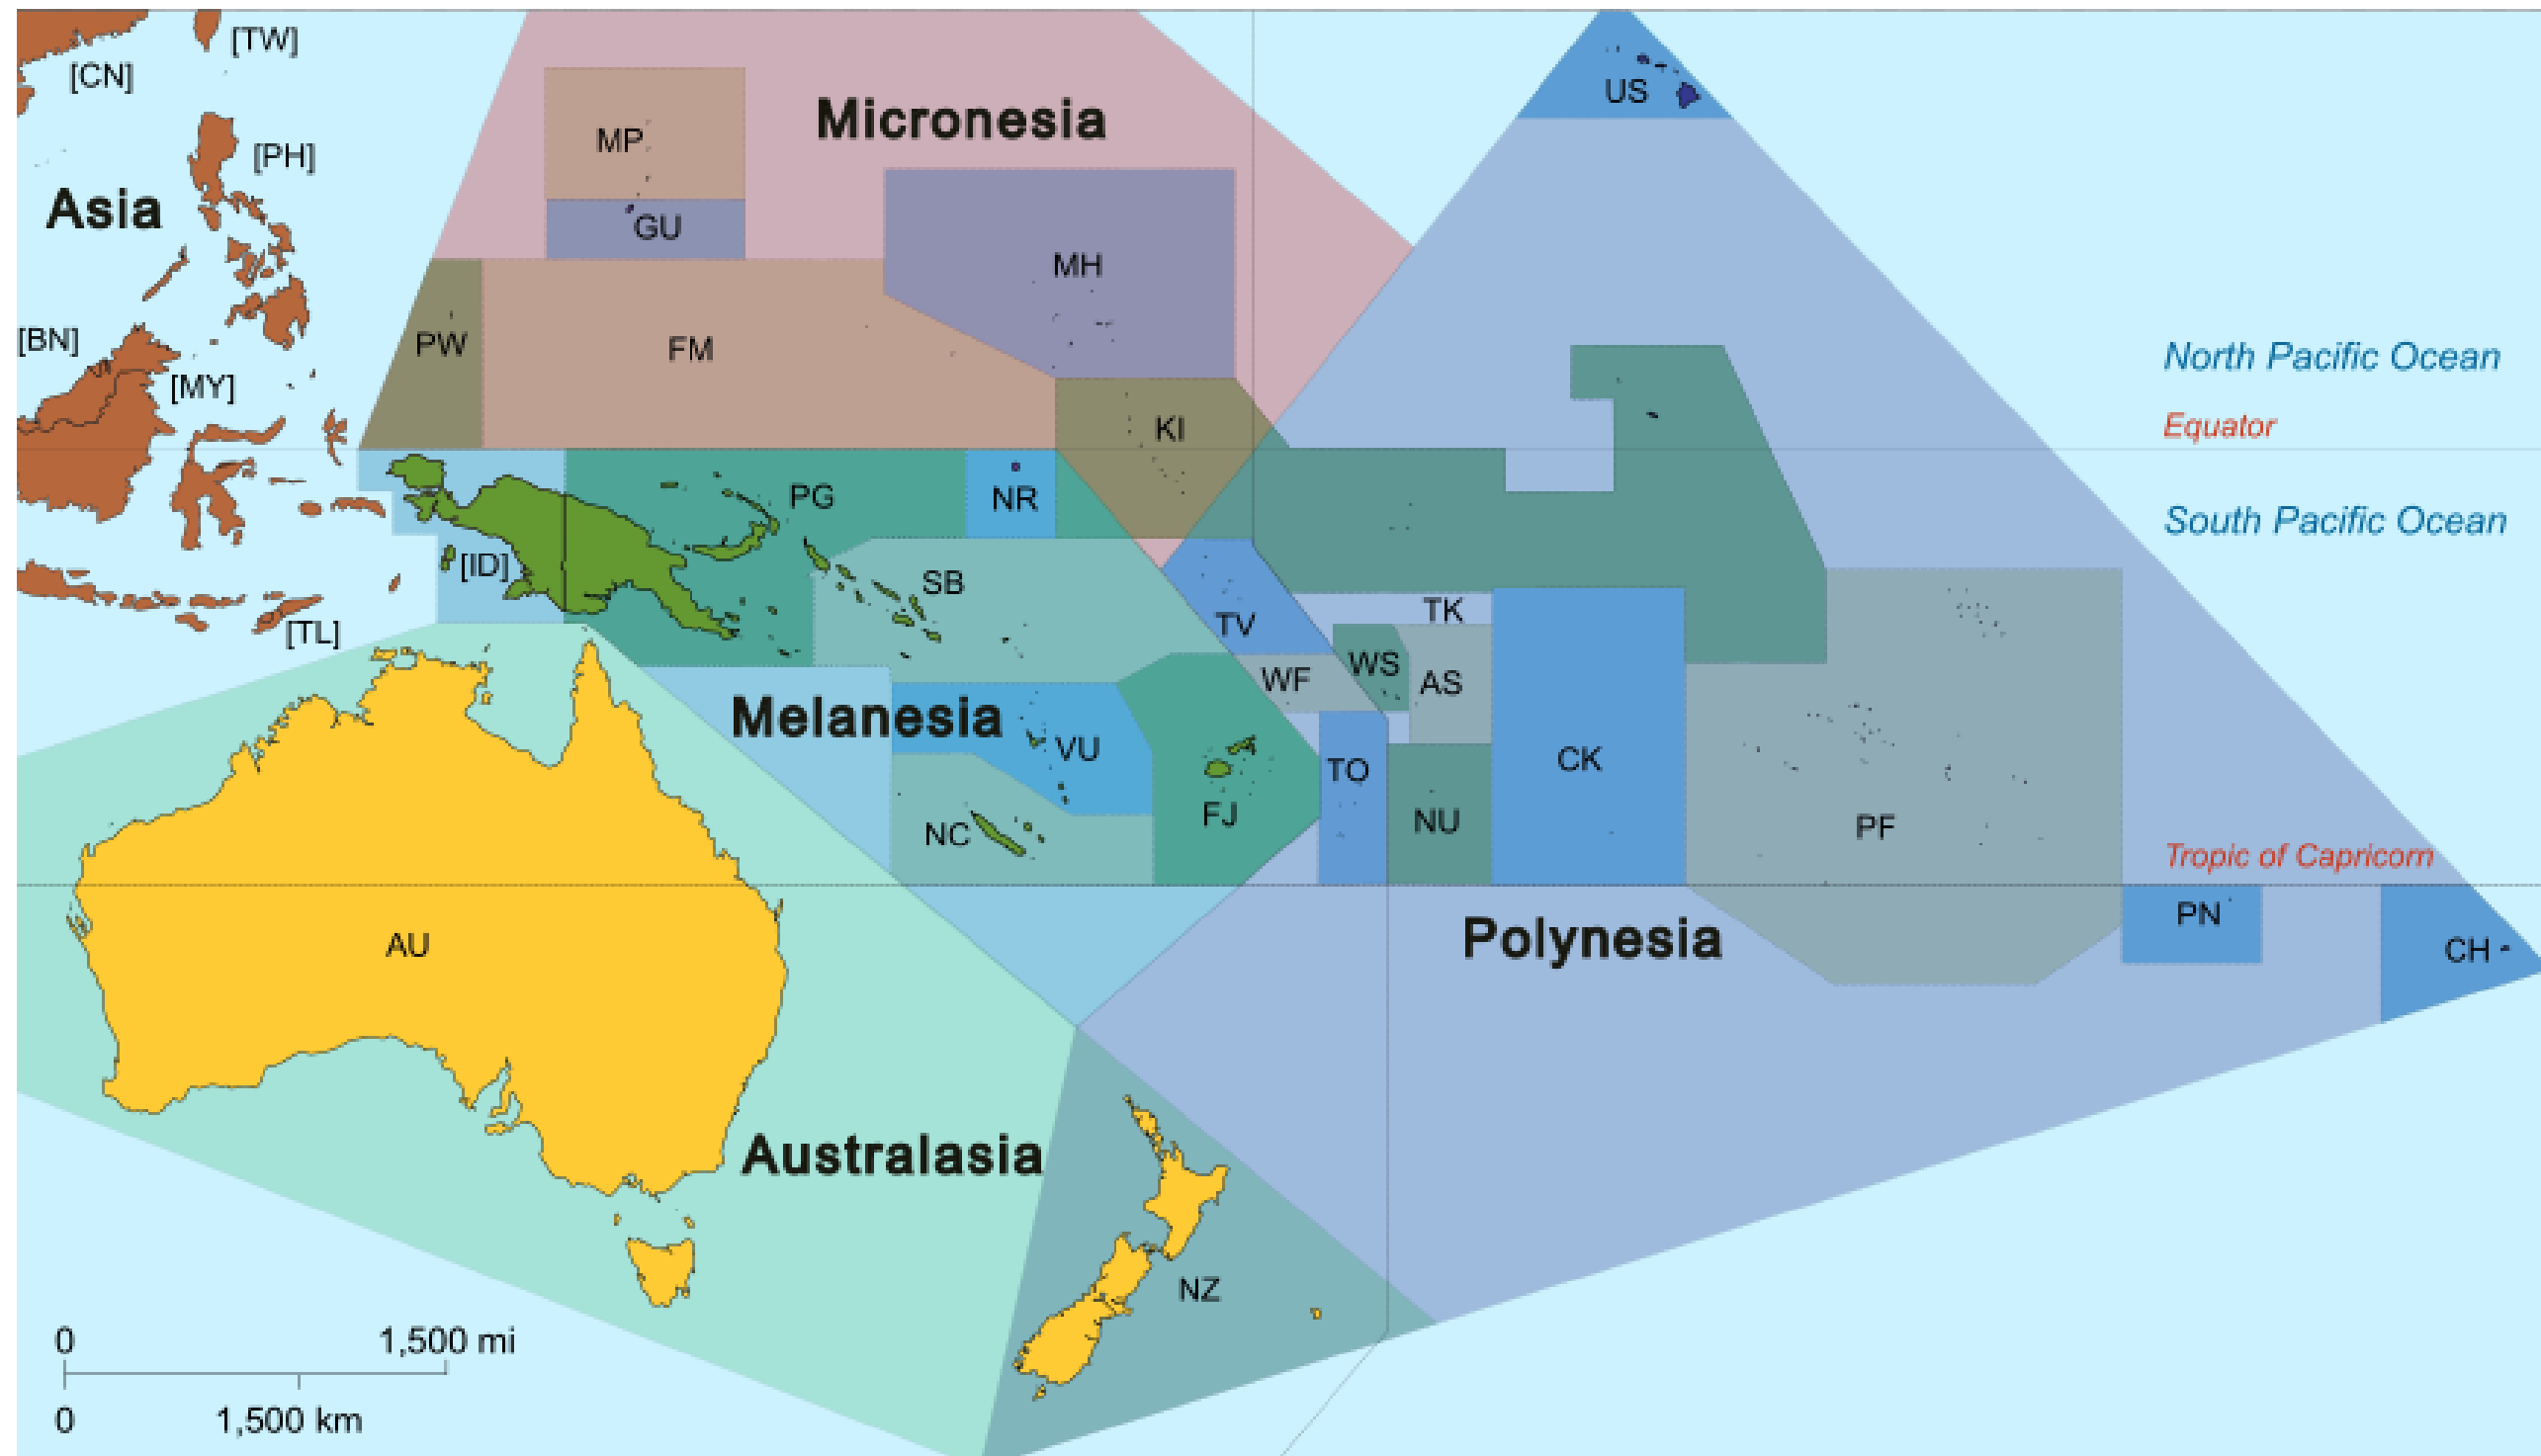 [TW]
[CN]
US
Micronesia
MP
[PH]
Asia
GU
MH
[BN]
PW
FM
North Pacific Ocean
[MY]
KI
Equator
PG
NR
South Pacific Ocean
[ID]
SB
TK
[TL]
TV
WS
WF
AS
Melanesia
VU
CK
TO
FJ
NU
NC
PF
Tropic of Capricorn
PN
AU
Polynesia
CH
Australasia
NZ
0 1,500 mi
0 1,500 km